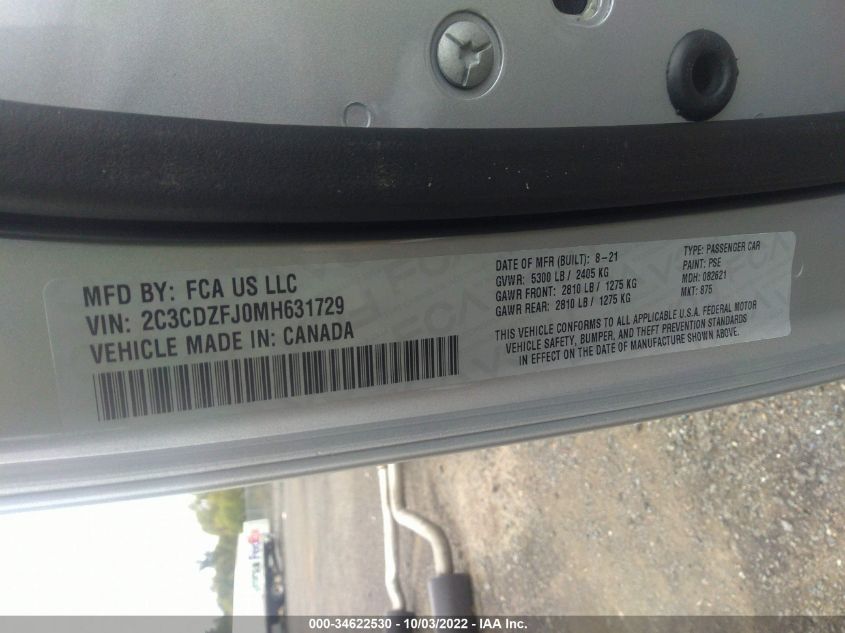 MFD BY: FCA US LLC
VIN: 2C3CDZFJ0MH631729
VEHICLE MADE IN: CANADA
DATE OF MFR (BUILT): 8-21
GVWR: 5300 LB / 2405 KG
GAWR FRONT: 2810 LB / 1275 KG
GAWR REAR: 2810 LB / 1275 KG
TYPE: PASSENGER CAR
PAINT: PSE
MDH: 082621
MKT: 875
THIS VEHICLE CONFORMS TO ALL APPLICABLE U.S.A. FEDERAL MOTOR
VEHICLE SAFETY, BUMPER, AND THEFT PREVENTION STANDARDS
IN EFFECT ON THE DATE OF MANUFACTURE SHOWN ABOVE.
FedEx
000-34622530 - 10/03/2022 - IAA Inc.